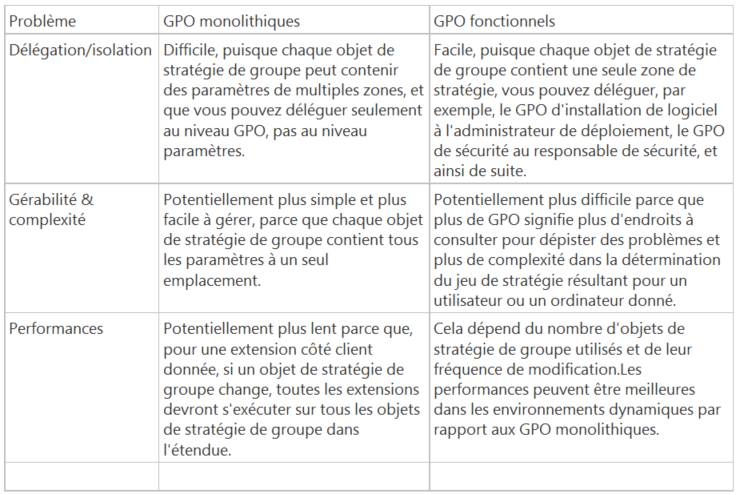 Problème
GPO monolithiques
GPO fonctionnels
Délégation/isolation
Difficile, puisque chaque objet de
stratégie de groupe peut contenir
des paramètres de multiples zones, et
que vous pouvez déléguer seulement
au niveau GPO, pas au niveau
paramètres.
Facile, puisque chaque objet de stratégie
de groupe contient une seule zone de
stratégie, vous pouvez déléguer, par
exemple, le GPO d'installation de logiciel
à l'administrateur de déploiement, le GPO
de sécurité au responsable de sécurité, et
ainsi de suite.
Gérabilité &
complexité
Potentiellement plus simple et plus
facile à gérer, parce que chaque objet
de stratégie de groupe contient tous
les paramètres à un seul
emplacement.
Potentiellement plus difficile parce que
plus de GPO signifie plus d'endroits à
consulter pour dépister des problèmes et
plus de complexité dans la détermination
du jeu de stratégie résultant pour un
utilisateur ou un ordinateur donné.
Performances
Potentiellement plus lent parce que,
pour une extension côté client
donnée, si un objet de stratégie de
groupe change, toutes les extensions
devront s'exécuter sur tous les objets
de stratégie de groupe dans
l'étendue.
Cela dépend du nombre d'objets de
stratégie de groupe utilisés et de leur
fréquence de modification.Les
performances peuvent être meilleures
dans les environnements dynamiques par
rapport aux GPO monolithiques.